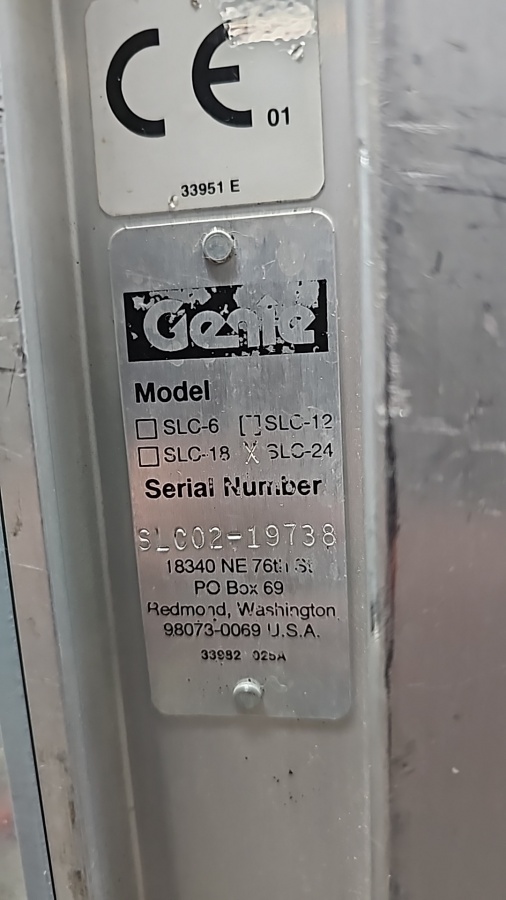 CE 01
33951 E
Genie
Model
☐ SLC-6 ☐ SLC-12
☐ SLC-18 X SLC-24
Serial Number
SLC02-19738
18340 NE 76th St
PO Box 69
Redmond, Washington
98073-0069 U.S.A.
33982 025A